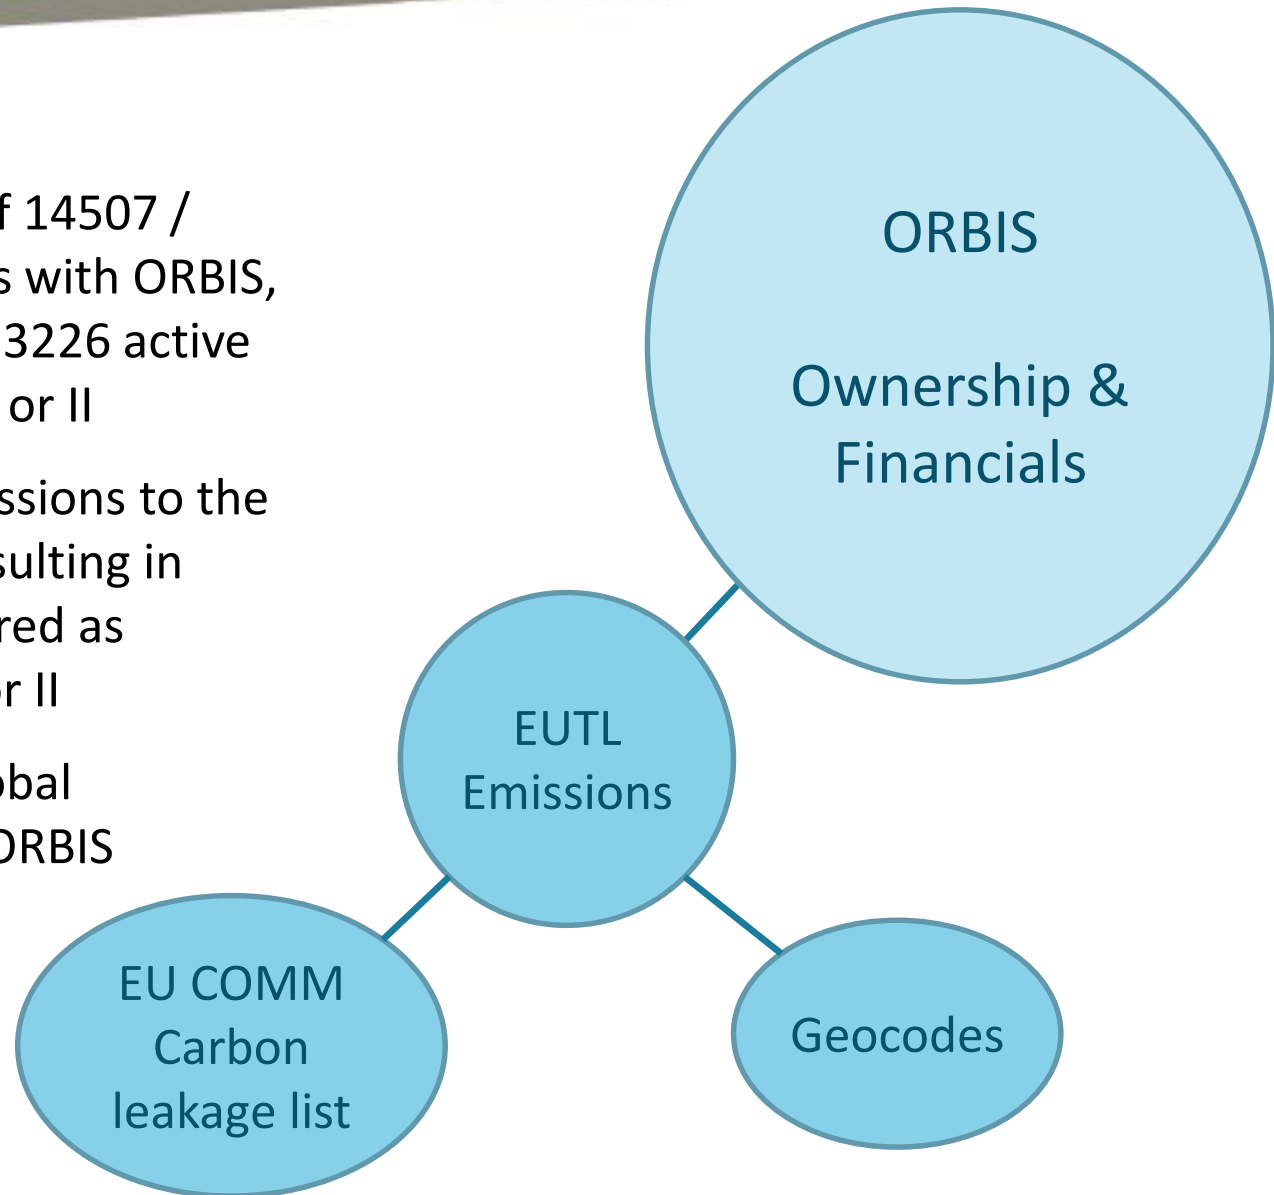 f 14507 /
s with ORBIS,
3226 active
or II
ssions to the
sulting in
red as
r II
obal
ORBIS
ORBIS
Ownership &
Financials
EUTL
Emissions
EU COMM
Carbon
leakage list
Geocodes